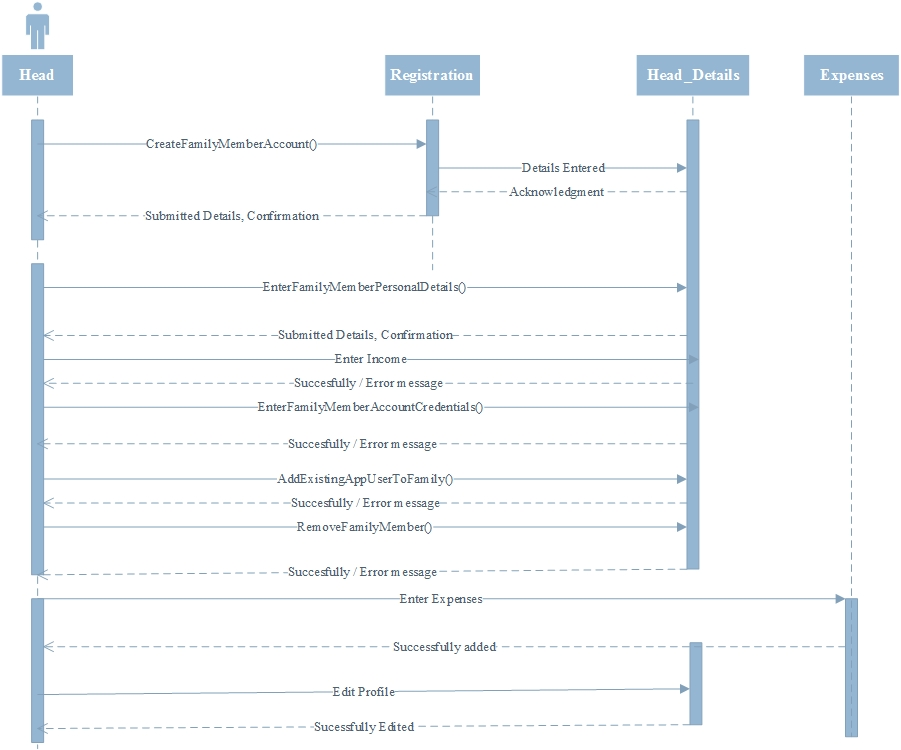 Head
Registration
Head_Details
Expenses
CreateFamilyMemberAccount()
Details Entered
Acknowledgment
Submitted Details, Confirmation
EnterFamilyMemberPersonalDetails()
Submitted Details, Confirmation
Enter Income
Succesfully / Error message
EnterFamilyMemberAccountCredentials()
Succesfully / Error message
AddExistingAppUserToFamily()
Succesfully / Error message
RemoveFamilyMember()
Succesfully / Error message
Enter Expenses
Successfully added
Edit Profile
Sucessfully Edited